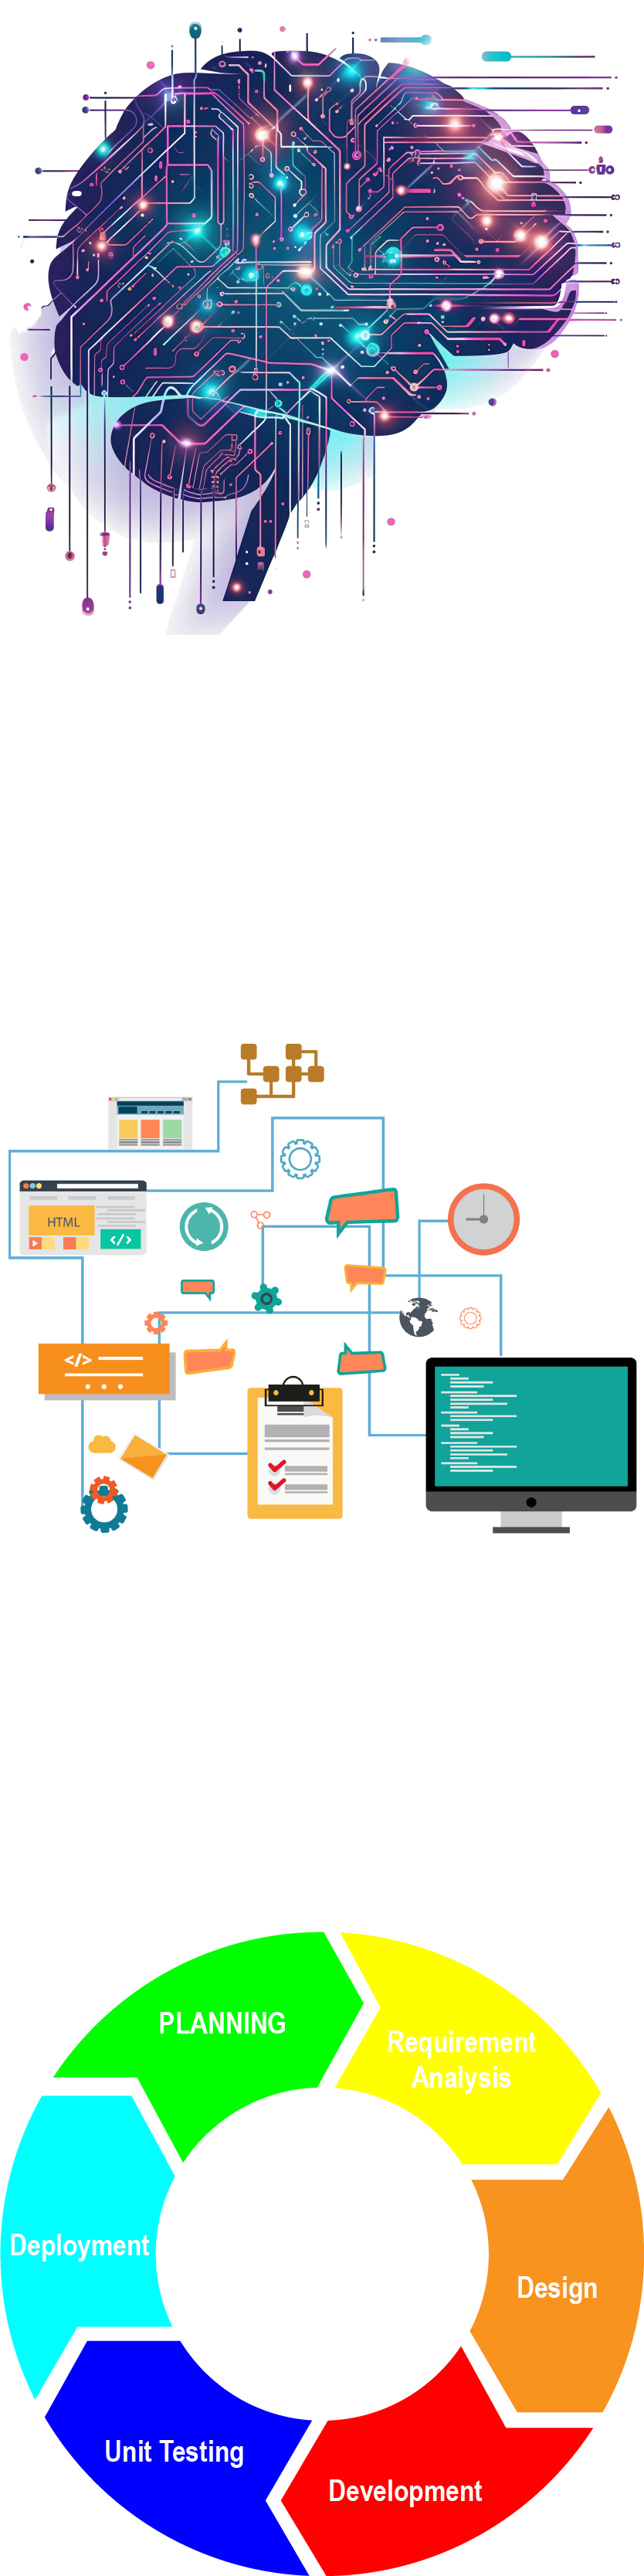 HTML
</>
</>
PLANNING
Requirement
Analysis
Design
Development
Unit Testing
Deployment